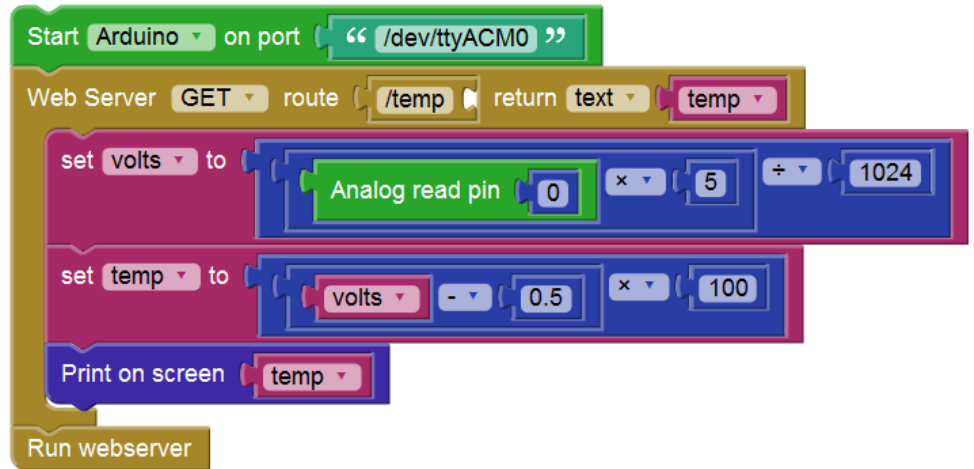 Start Arduino on port “ /dev/ttyACM0 ”
Web Server GET route /temp return text temp
set volts to Analog read pin 0 × 5 ÷ 1024
set temp to volts - 0.5 × 100
Print on screen temp
Run webserver